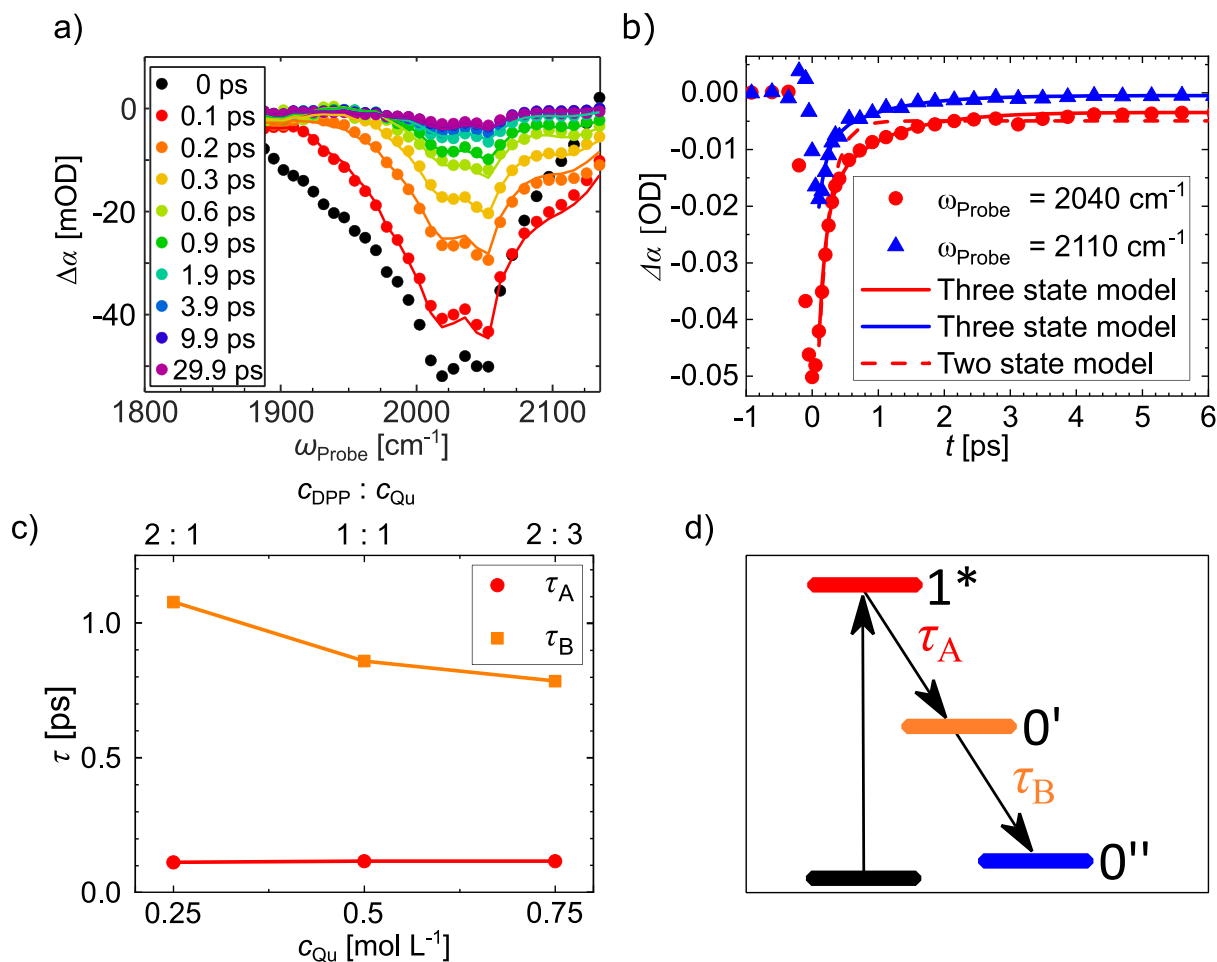 a)
10
0
-20
-40
Δα [mOD]
0 ps
0.1 ps
0.2 ps
0.3 ps
0.6 ps
0.9 ps
1.9 ps
3.9 ps
9.9 ps
29.9 ps
1800 1900 2000 2100
ωProbe [cm-1]
b)
0.00
-0.01
-0.02
-0.03
-0.04
-0.05
Δα [OD]
ωProbe = 2040 cm-1
ωProbe = 2110 cm-1
Three state model
Three state model
Two state model
-1 0 1 2 3 4 5 6
t [ps]
c)
cDPP : cQu
2 : 1 1 : 1 2 : 3
τA
τB
1.0
0.5
0.0
τ [ps]
0.25 0.5 0.75
cQu [mol L-1]
d)
1*
τA
0'
τB
0''